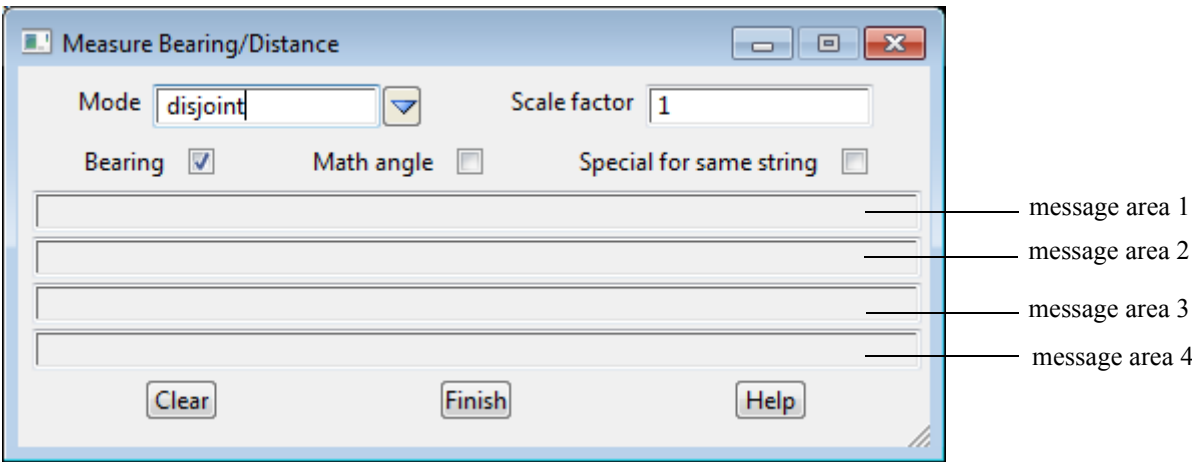 Measure Bearing/Distance
Mode disjoint Scale factor 1
Bearing Math angle Special for same string
message area 1
message area 2
message area 3
message area 4
Clear Finish Help